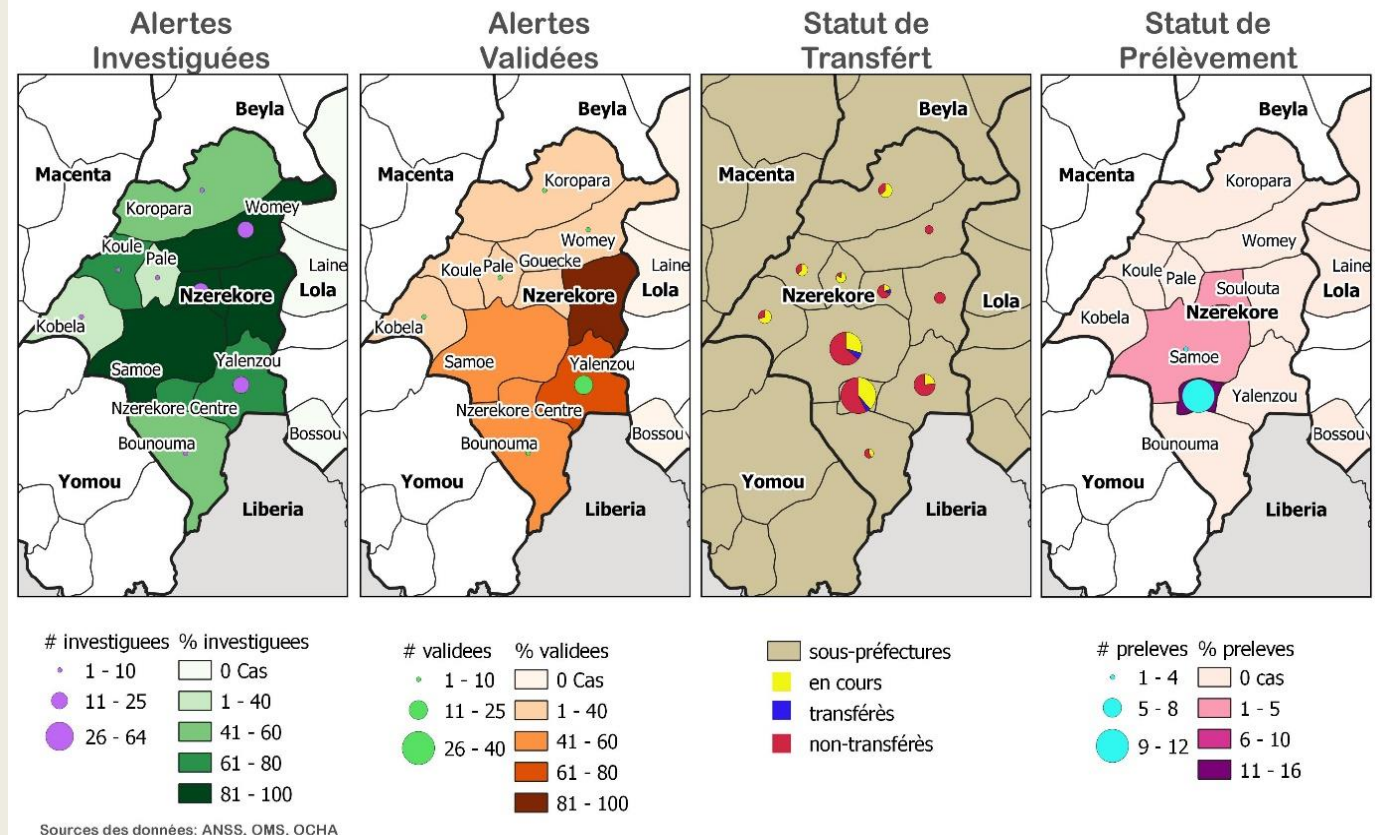 Alertes
Investiguées
Alertes
Validées
Statut de
Transfért
Statut de
Prélèvement
Beyla
Macenta
Womey
Koropara
Koule
Pale
Laine
Nzerekore
Lola
Kobela
Yalenzou
Samoe
Nzerekore Centre
Bounouma
Bossou
Yomou
Liberia
Beyla
Macenta
Koropara
Womey
Koule
Pale
Gouecke
Laine
Nzerekore
Lola
Kobela
Samoe
Yalenzou
Nzerekore Centre
Bounouma
Bossou
Yomou
Liberia
Beyla
Macenta
Nzerekore
Lola
Yomou
Liberia
Beyla
Macenta
Koropara
Womey
Koule
Pale
Laine
Soulouta
Lola
Kobela
Nzerekore
Samoe
Yalenzou
Bounouma
Bossou
Yomou
Liberia
# investiguees
1 - 10
11 - 25
26 - 64
% investiguees
0 Cas
1 - 40
41 - 60
61 - 80
81 - 100
# validees
1 - 10
11 - 25
26 - 40
% validees
0 Cas
1 - 40
41 - 60
61 - 80
81 - 100
sous-préfectures
en cours
transférès
non-transférès
# preleves
1 - 4
5 - 8
9 - 12
% preleves
0 cas
1 - 5
6 - 10
11 - 16
Sources des données: ANSS, OMS, OCHA